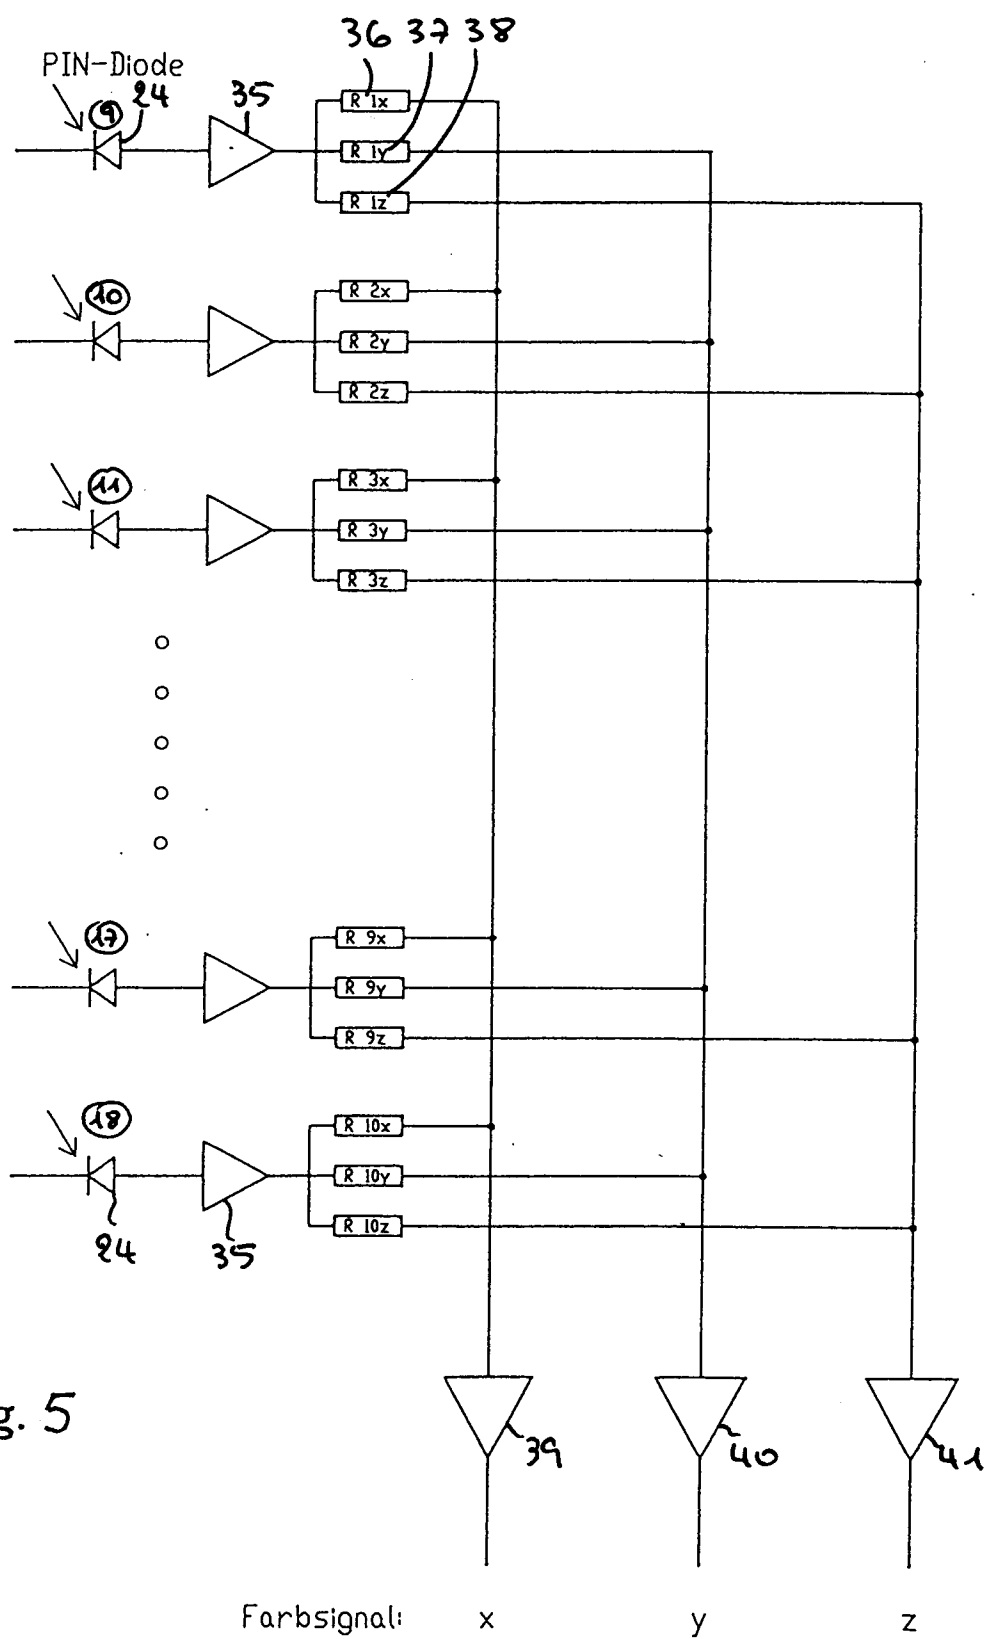 36 37 38
PIN-Diode
9 24 35
R 1x
R 1y
R 1z
10
R 2x
R 2y
R 2z
11
R 3x
R 3y
R 3z
17
R 9x
R 9y
R 9z
18
R 10x
R 10y
R 10z
24 35
g. 5
39 40 41
Farbsignal: x y z